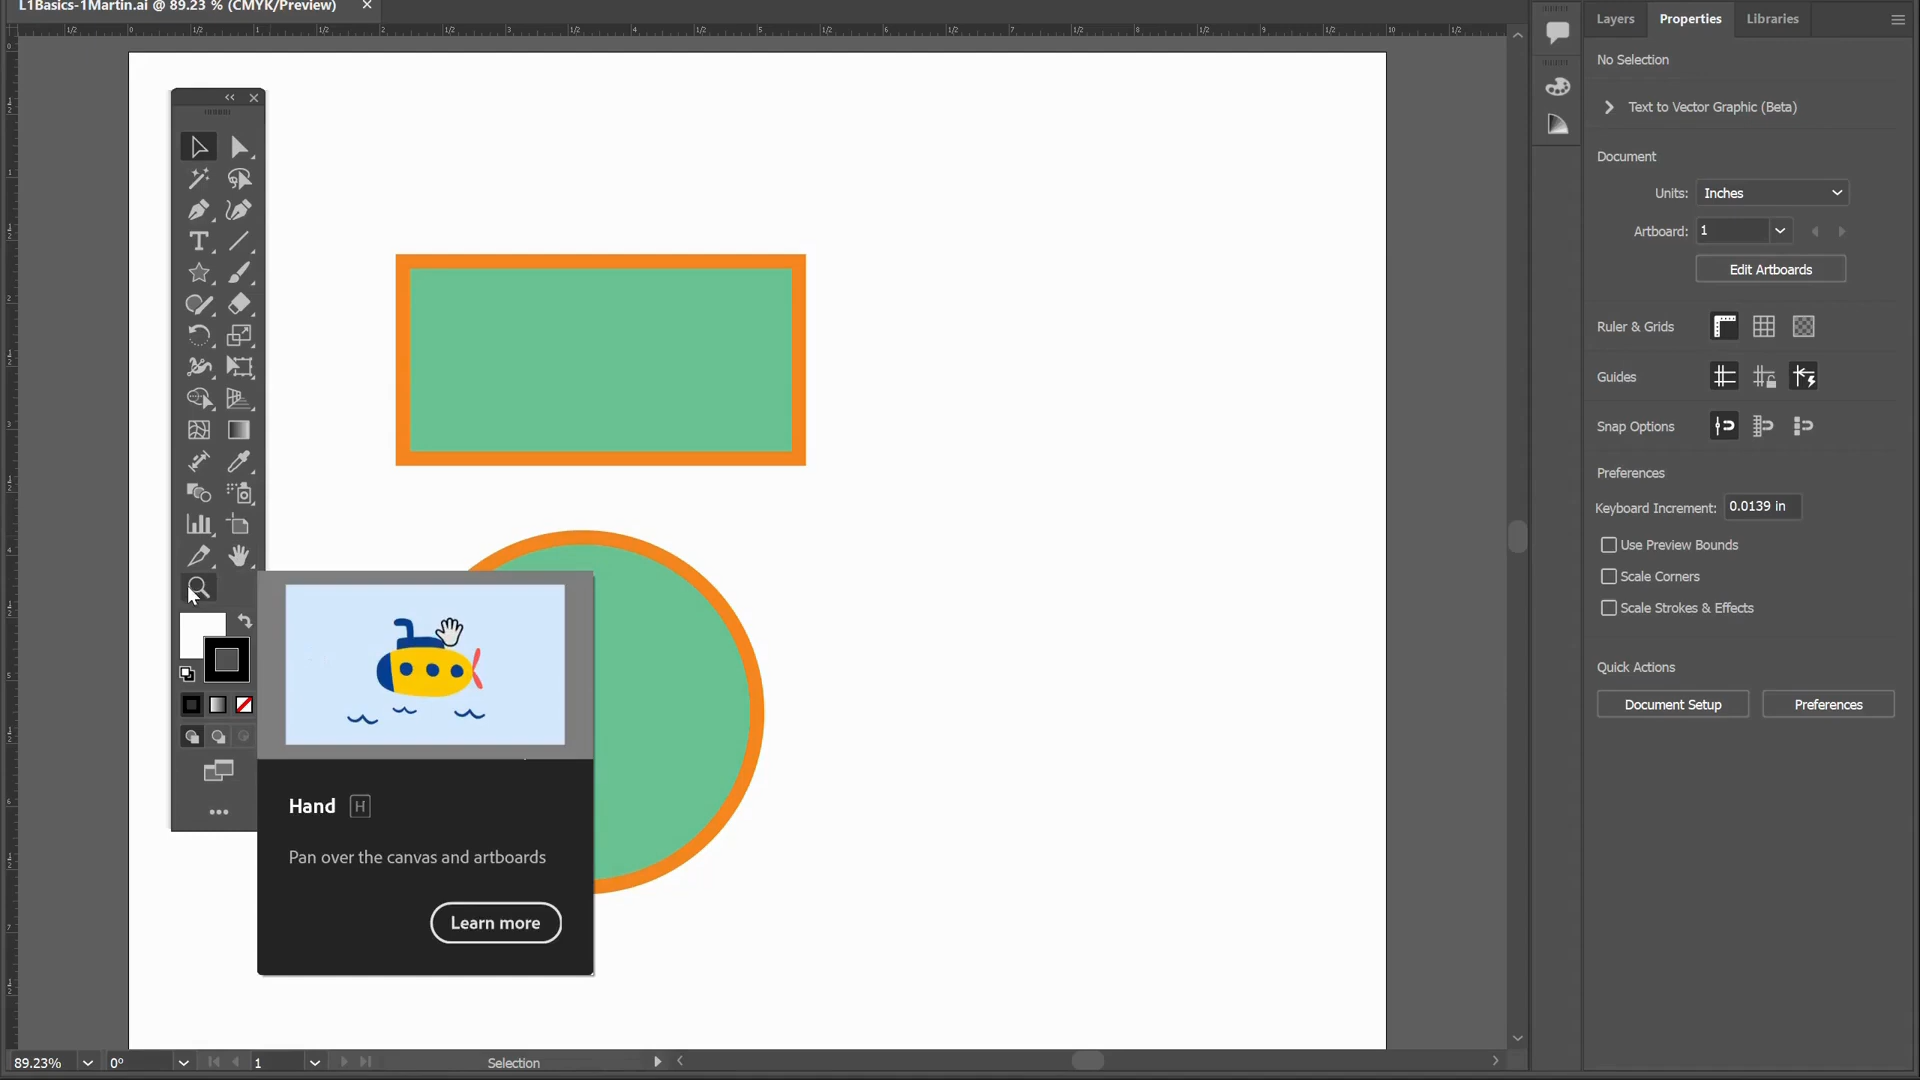 L1Basics-1Martin.ai @ 89.23 % (CMYK/Preview)
Layers
Properties
Libraries
No Selection
Text to Vector Graphic (Beta)
Document
Units: Inches
Artboard: 1
Edit Artboards
Ruler & Grids
Guides
Snap Options
Preferences
Keyboard Increment: 0.0139 in
Use Preview Bounds
Scale Corners
Scale Strokes & Effects
Quick Actions
Document Setup
Preferences
Hand H
Pan over the canvas and artboards
Learn more
89.23%
0°
1
Selection